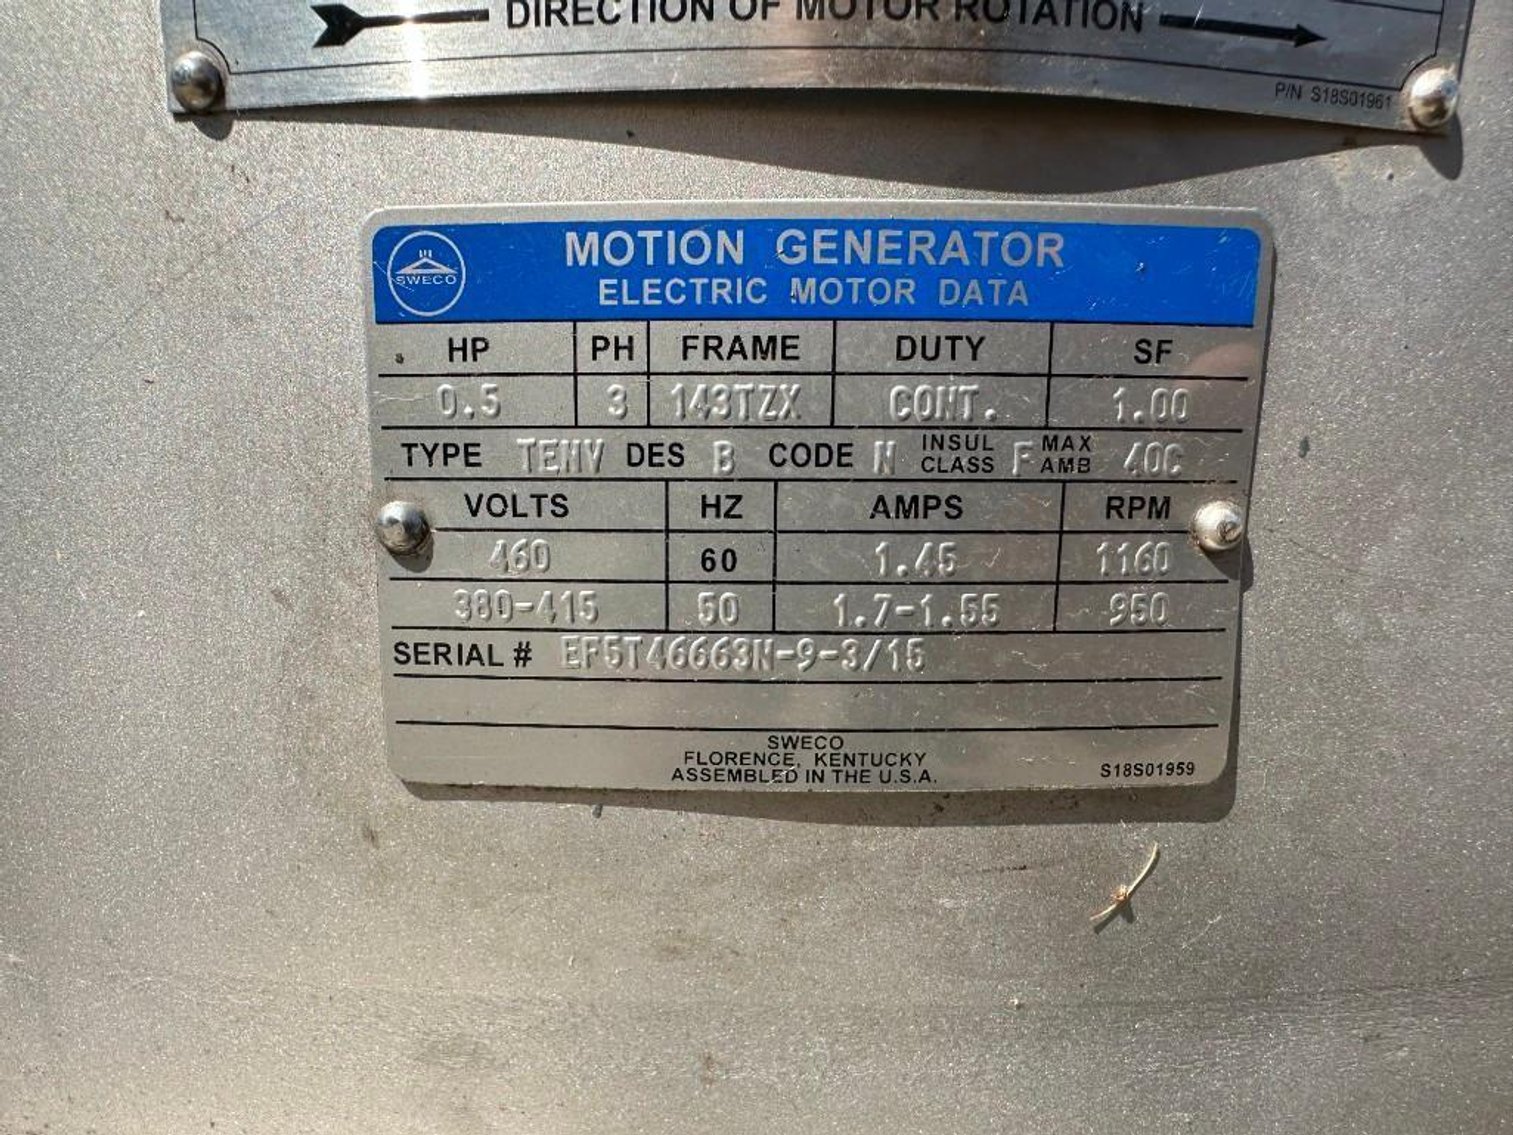 DIRECTION OF MOTOR ROTATION
P/N S18S01961
SWECO
MOTION GENERATOR
ELECTRIC MOTOR DATA
HP PH FRAME DUTY SF
0.5 3 143TZX CONT. 1.00
TYPE TENV DES B CODE N INSUL CLASS F MAX AMB 40C
VOLTS HZ AMPS RPM
460 60 1.45 1160
380-415 50 1.7-1.55 950
SERIAL # EF5T46663N-9-3/15
SWECO
FLORENCE, KENTUCKY
ASSEMBLED IN THE U.S.A.
S18S01959